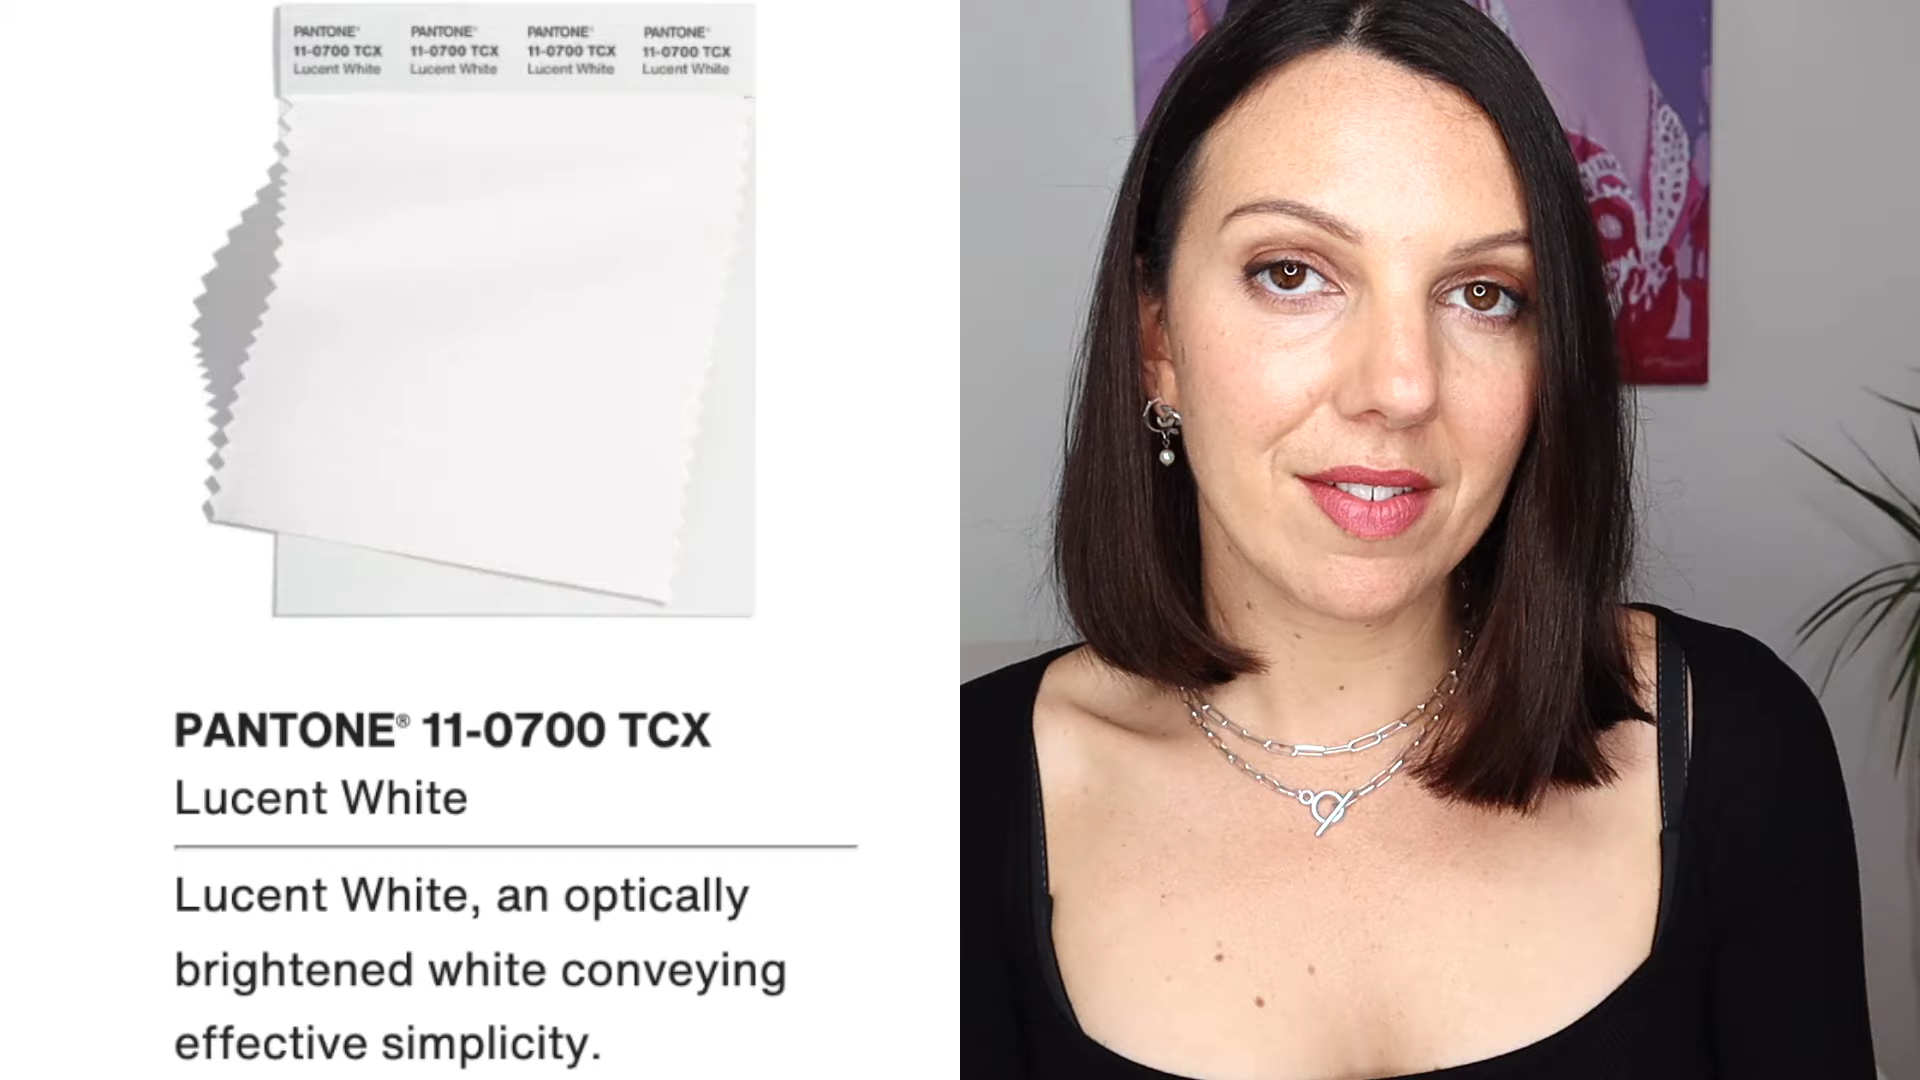 PANTONE® PANTONE® PANTONE® PANTONE®
11-0700 TCX 11-0700 TCX 11-0700 TCX 11-0700 TCX
Lucent White Lucent White Lucent White Lucent White
PANTONE® 11-0700 TCX
Lucent White
Lucent White, an optically
brightened white conveying
effective simplicity.